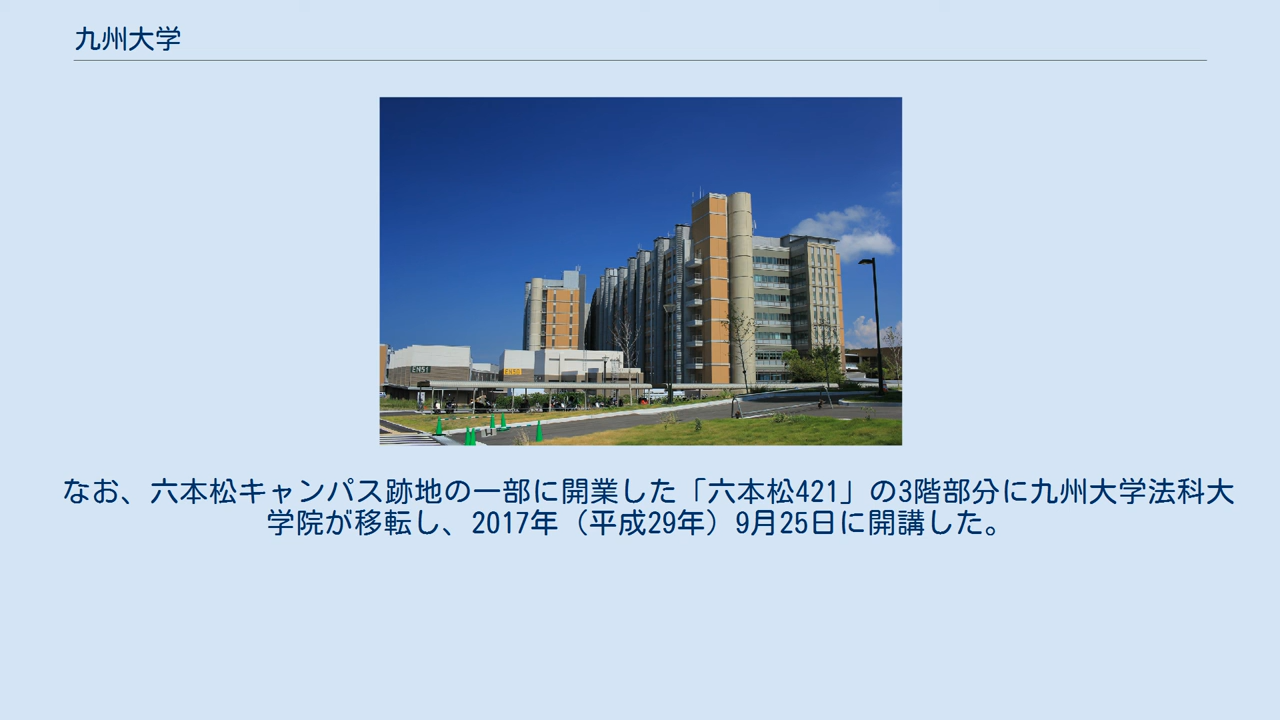 九州大学
なお、六本松キャンパス跡地の一部に開業した「六本松421」の3階部分に九州大学法科大
学院が移転し、2017年（平成29年）9月25日に開講した。